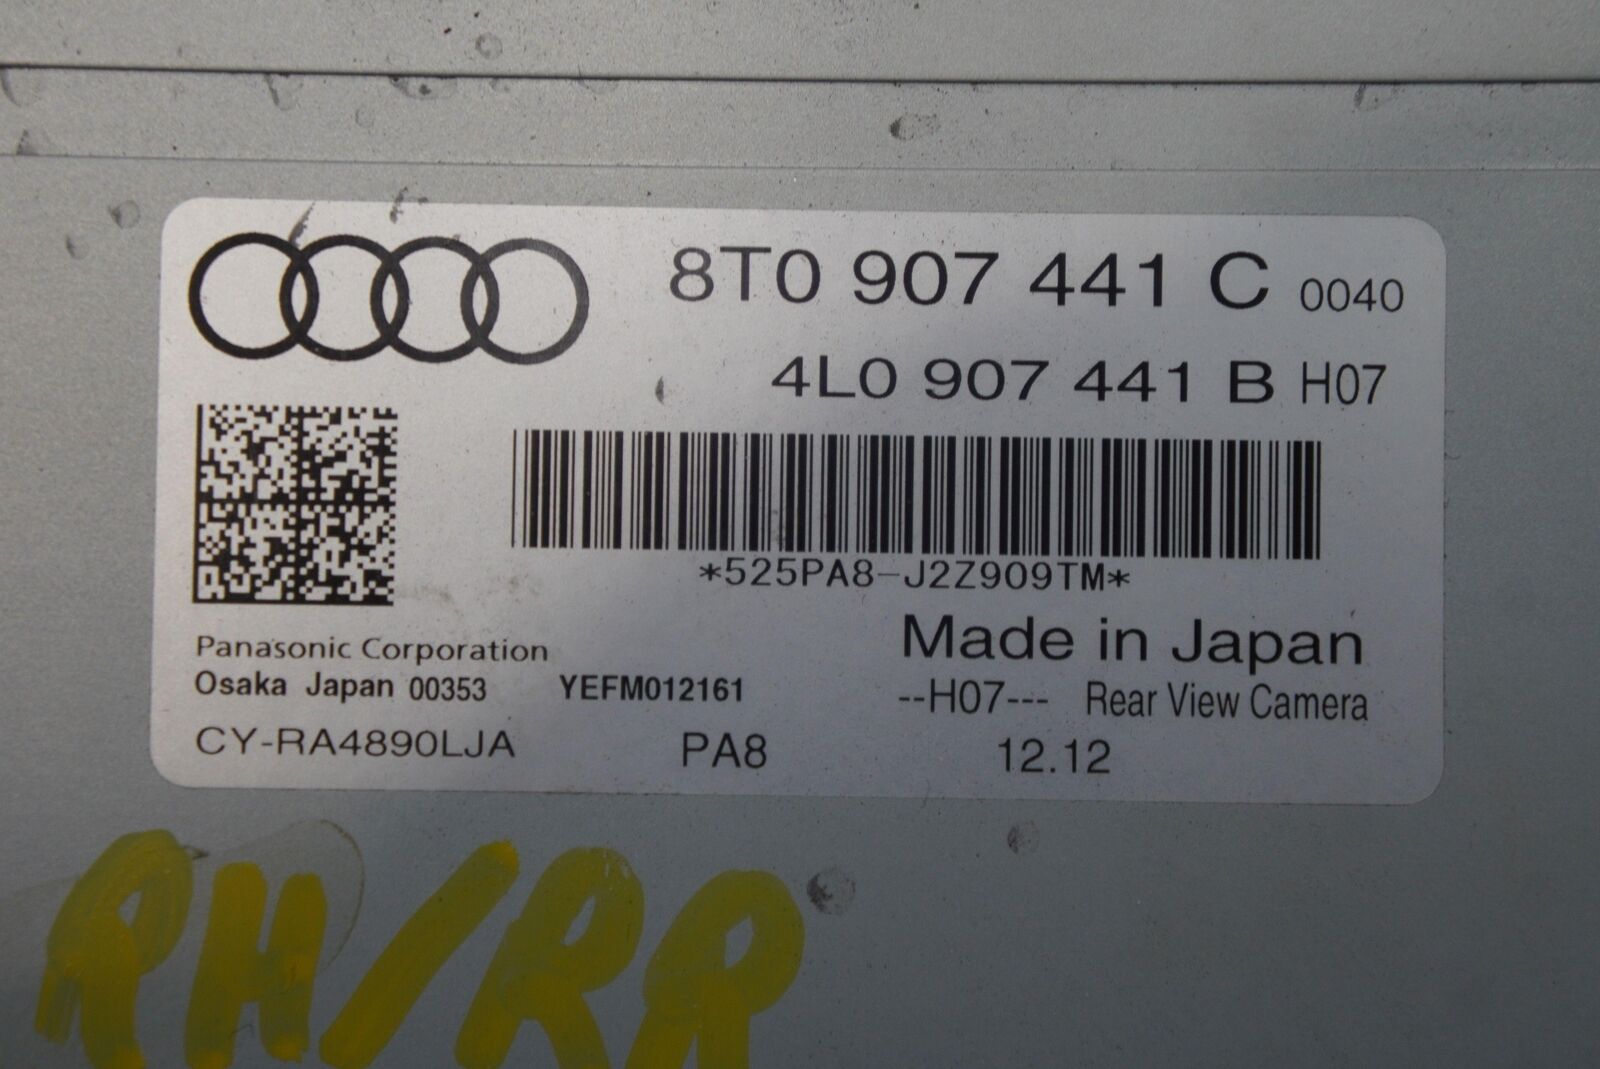 8T0 907 441 C 0040
4L0 907 441 B H07
*525PA8-J2Z909TM*
Made in Japan
Panasonic Corporation
Osaka Japan 00353 YEFM012161
--H07--- Rear View Camera
CY-RA4890LJA PA8 12.12
RH/RR